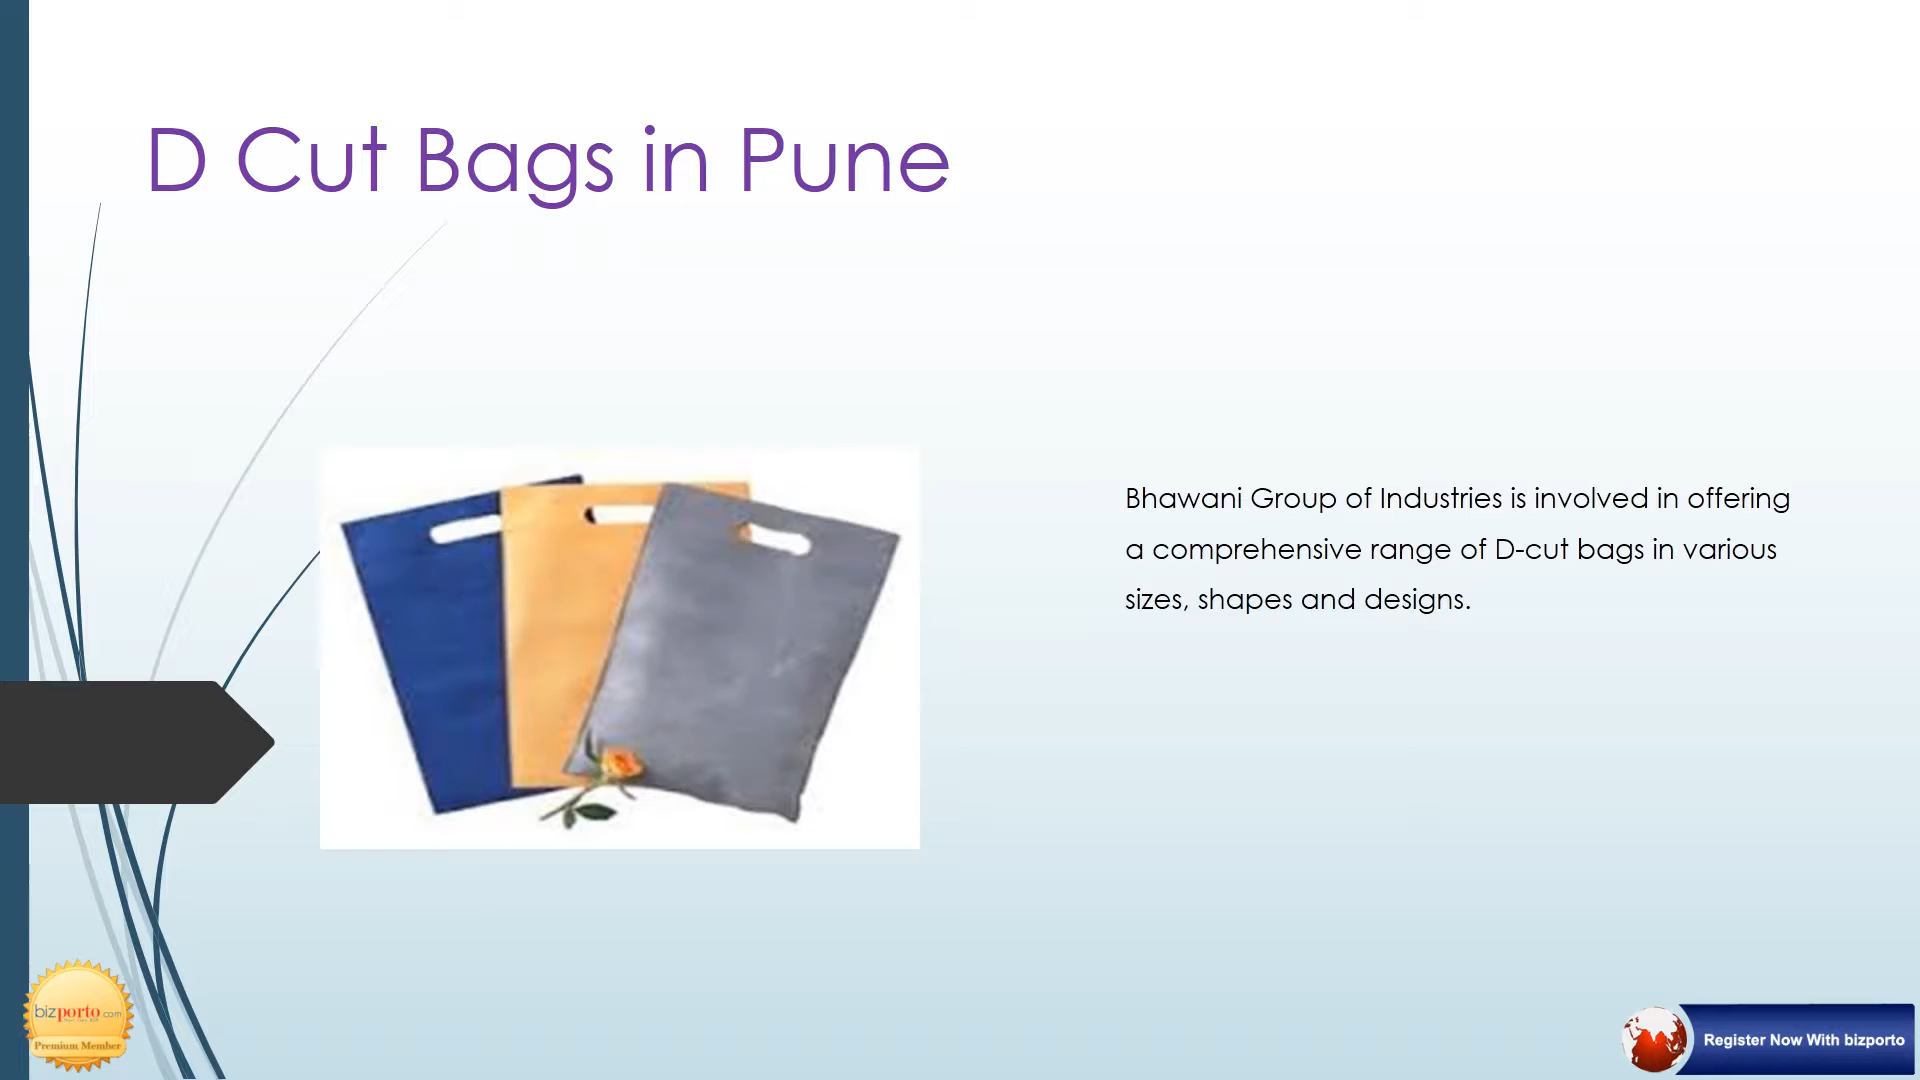 D Cut Bags in Pune
Bhawani Group of Industries is involved in offering
a comprehensive range of D-cut bags in various
sizes, shapes and designs.
bizporto.com
Premium Member
Register Now With bizporto